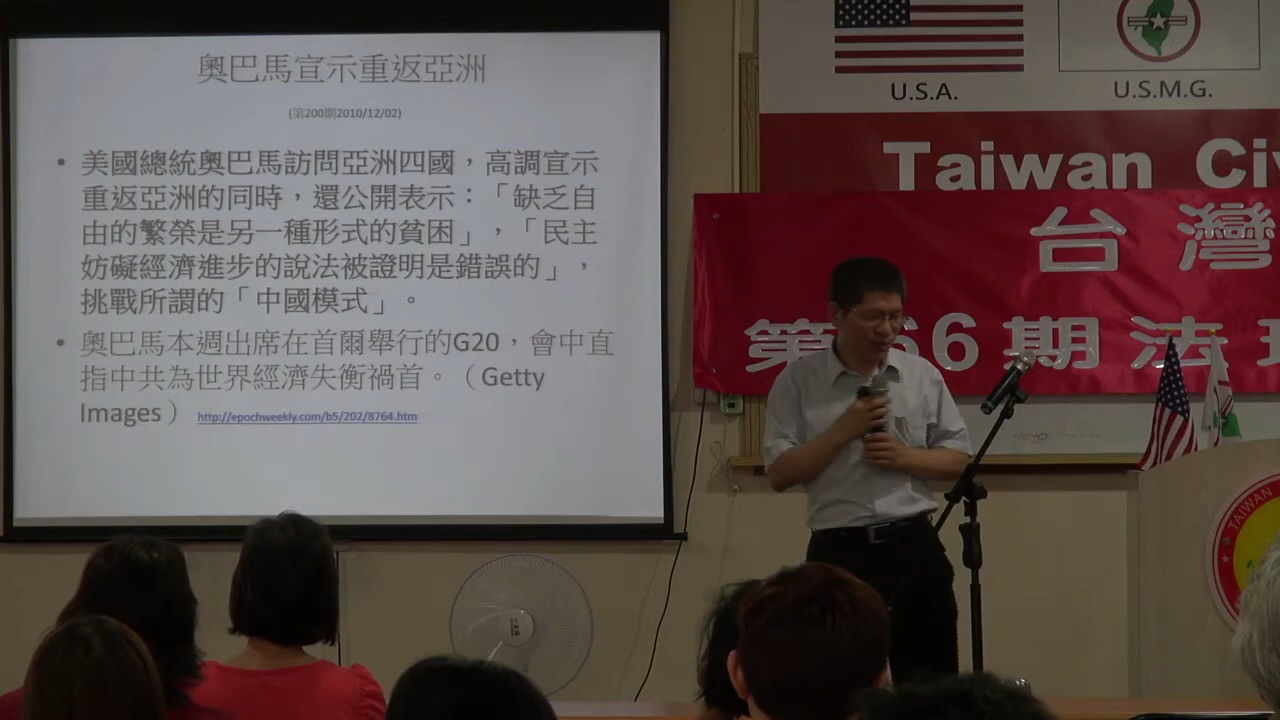 奧巴馬宣示重返亞洲
(第200期2010/12/02)
• 美國總統奧巴馬訪問亞洲四國，高調宣示
重返亞洲的同時，還公開表示：「缺乏自
由的繁榮是另一種形式的貧困」，「民主
妨礙經濟進步的說法被證明是錯誤的」，
挑戰所謂的「中國模式」。
• 奧巴馬本週出席在首爾舉行的G20，會中直
指中共為世界經濟失衡禍首。（Getty
Images） http://epochweekly.com/b5/202/8764.htm
U.S.A.
U.S.M.G.
Taiwan Civ
台灣
第66期法理
TAIWAN